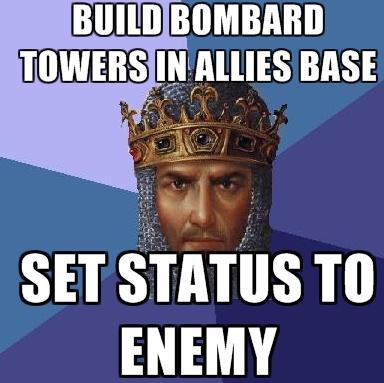 BUILD BOMBARD
TOWERS IN ALLIES BASE
SET STATUS TO
ENEMY